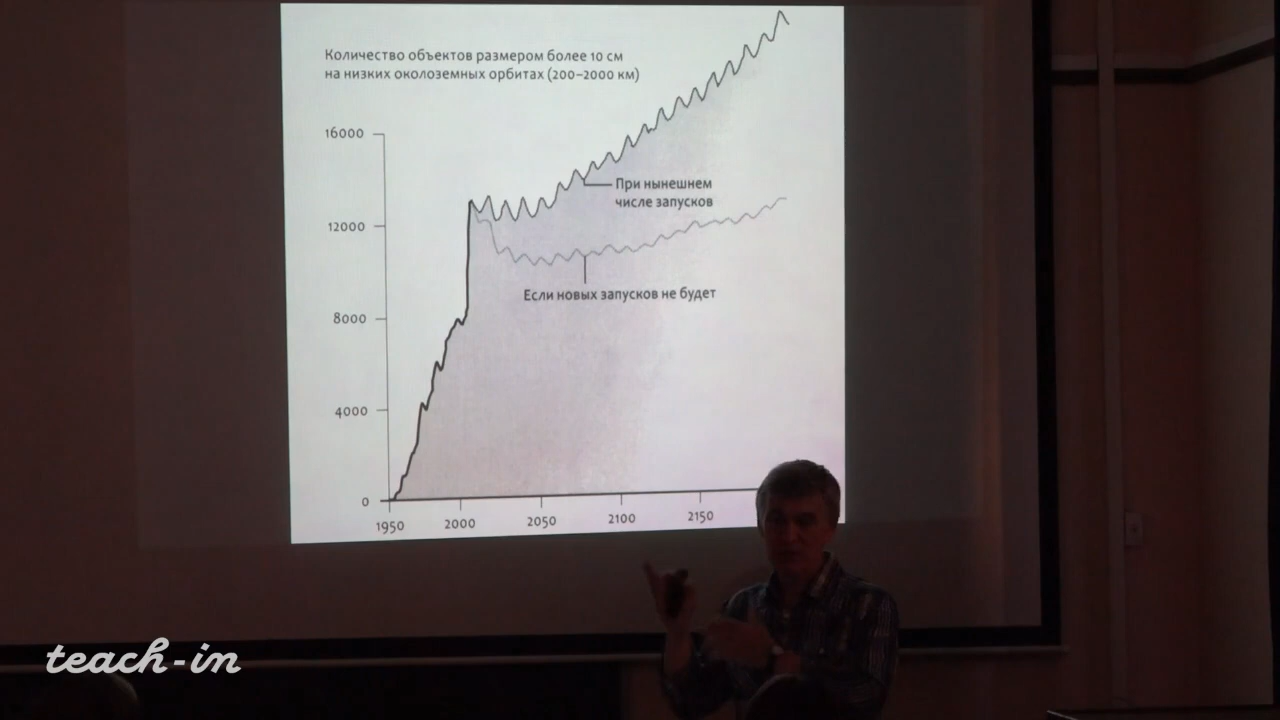 Количество объектов размером более 10 см
на низких околоземных орбитах (200–2000 км)
16000
12000
8000
4000
0
При нынешнем
числе запусков
Если новых запусков не будет
1950 2000 2050 2100 2150
teach-in